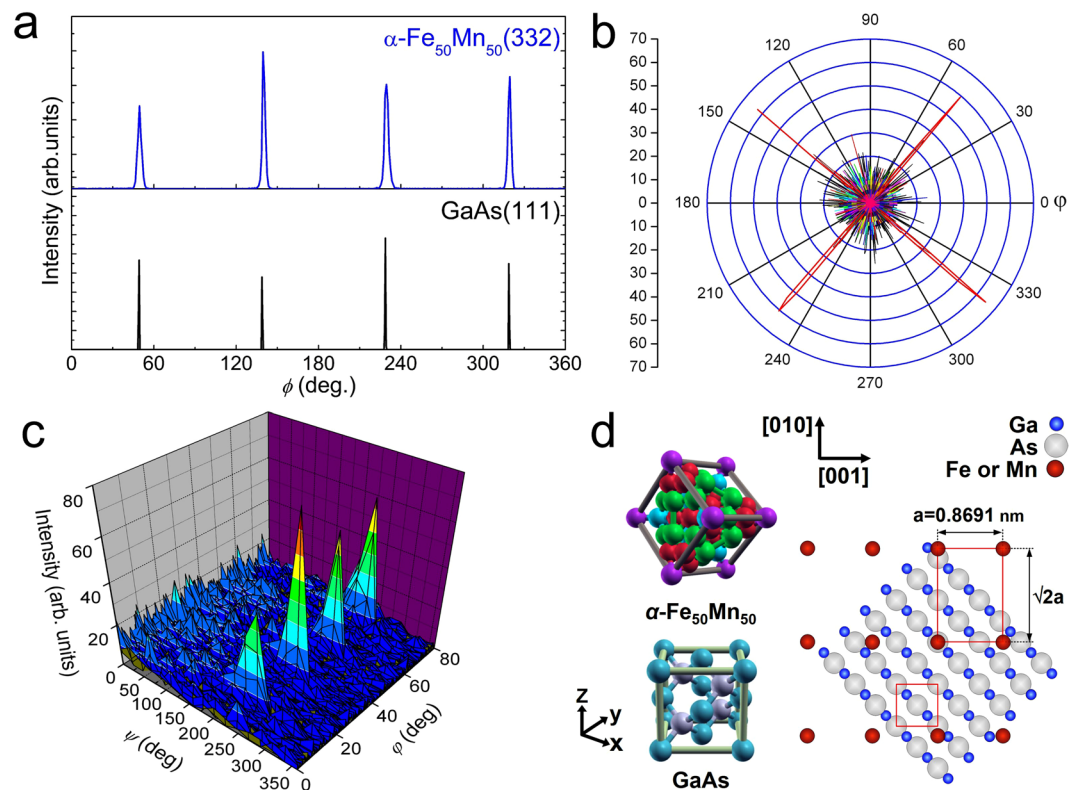 a
α-Fe50Mn50(332)
GaAs(111)
Intensity (arb.units)
0 60 120 180 240 300 360
ϕ (deg.)
b
70
60
50
40
30
20
10
0
10
20
30
40
50
60
70
90
60
30
0 φ
330
300
270
240
210
180
150
120
c
Intensity (arb. units)
80
60
40
20
0
50
100
150
200
250
300
350
ψ (deg)
0
20
40
60
80
φ (deg)
d
[010]
[001]
Ga
As
Fe or Mn
a=0.8691 nm
√2a
α-Fe50Mn50
z
y
x
GaAs